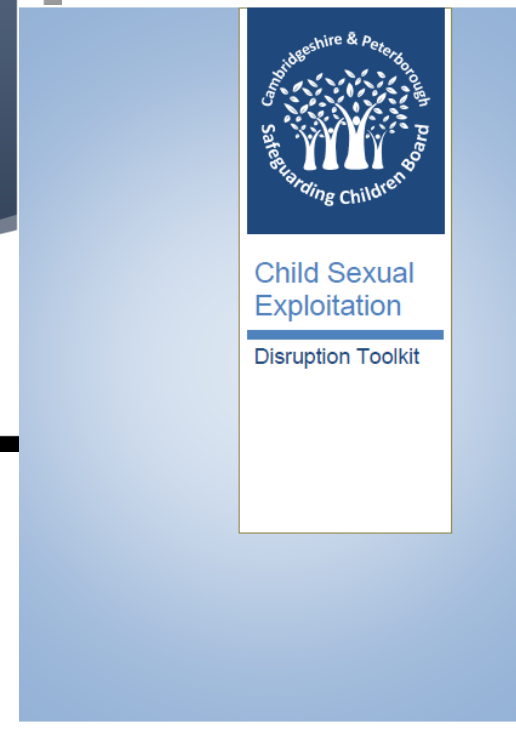 Cambridgeshire & Peterborough
Safeguarding Children Board
Child Sexual
Exploitation
Disruption Toolkit